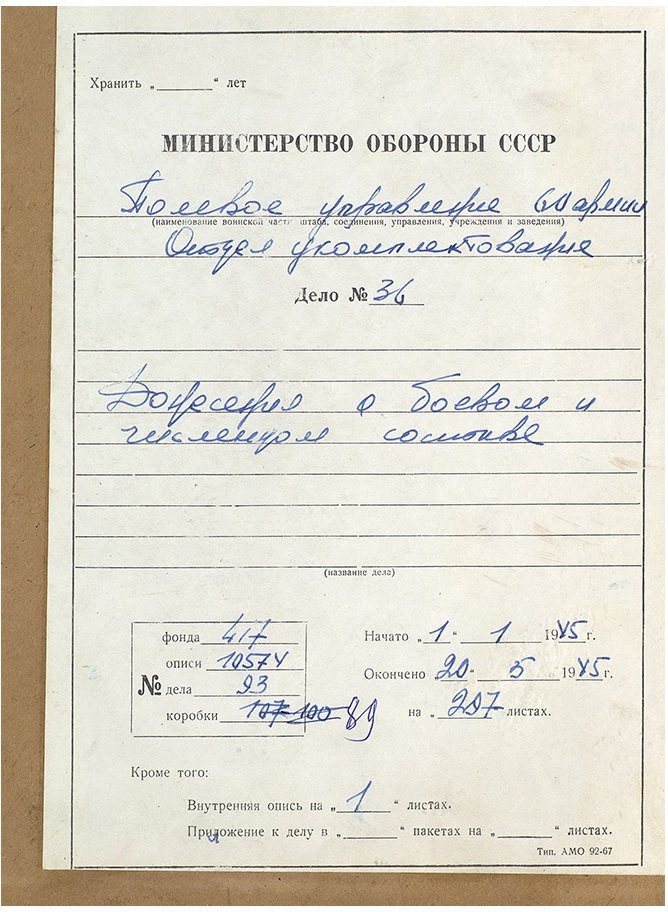 Хранить „ “ лет
МИНИСТЕРСТВО ОБОРОНЫ СССР
Полевое управление 60 армии
(наименование воинской части штаба, соединения, управления, учреждения и заведения)
Отдел укомплектования
Дело № 36
Донесения о боевом и
численном составе
(название дела)
фонда 417
описи 10574
№ дела 93
коробки 107 100 89
Начато „1“ 1 1945 г.
Окончено „20“ 5 1945 г.
на „207“ листах.
Кроме того:
Внутренняя опись на „1“ листах.
Приложение к делу в „ “ пакетах на „ “ листах.
Тип. АМО 92-67